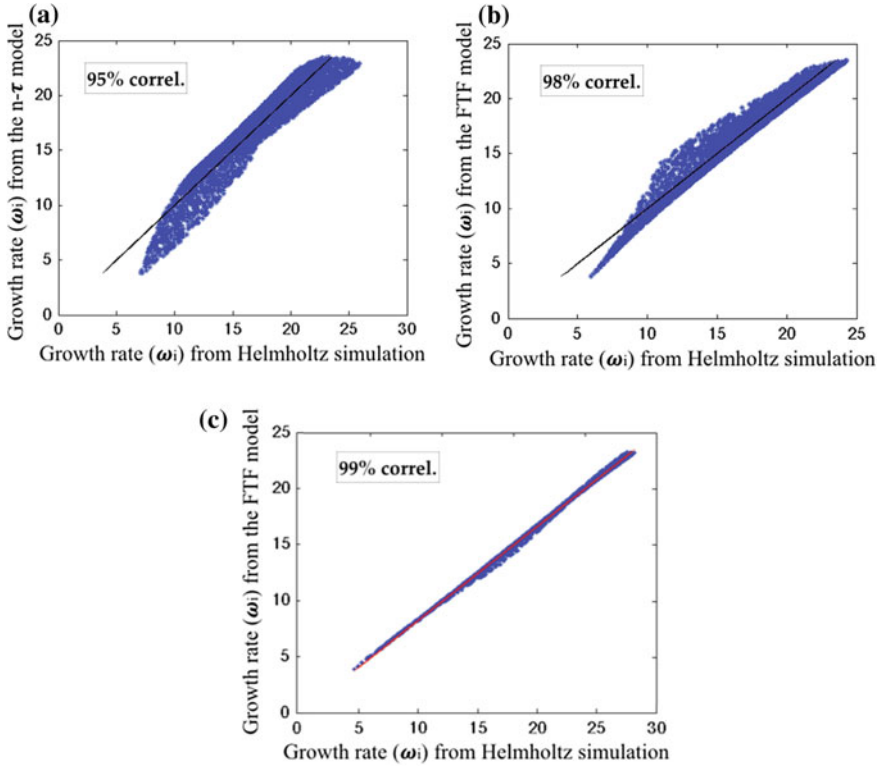 (a)
Growth rate (ωi) from the n-τ model
25
20
15
10
5
0
95% correl.
0 5 10 15 20 25 30
Growth rate (ωi) from Helmholtz simulation
(b)
Growth rate (ωi) from the FTF model
25
20
15
10
5
0
98% correl.
0 5 10 15 20 25
Growth rate (ωi) from Helmholtz simulation
(c)
Growth rate (ωi) from the FTF model
25
20
15
10
5
0
99% correl.
0 5 10 15 20 25 30
Growth rate (ωi) from Helmholtz simulation